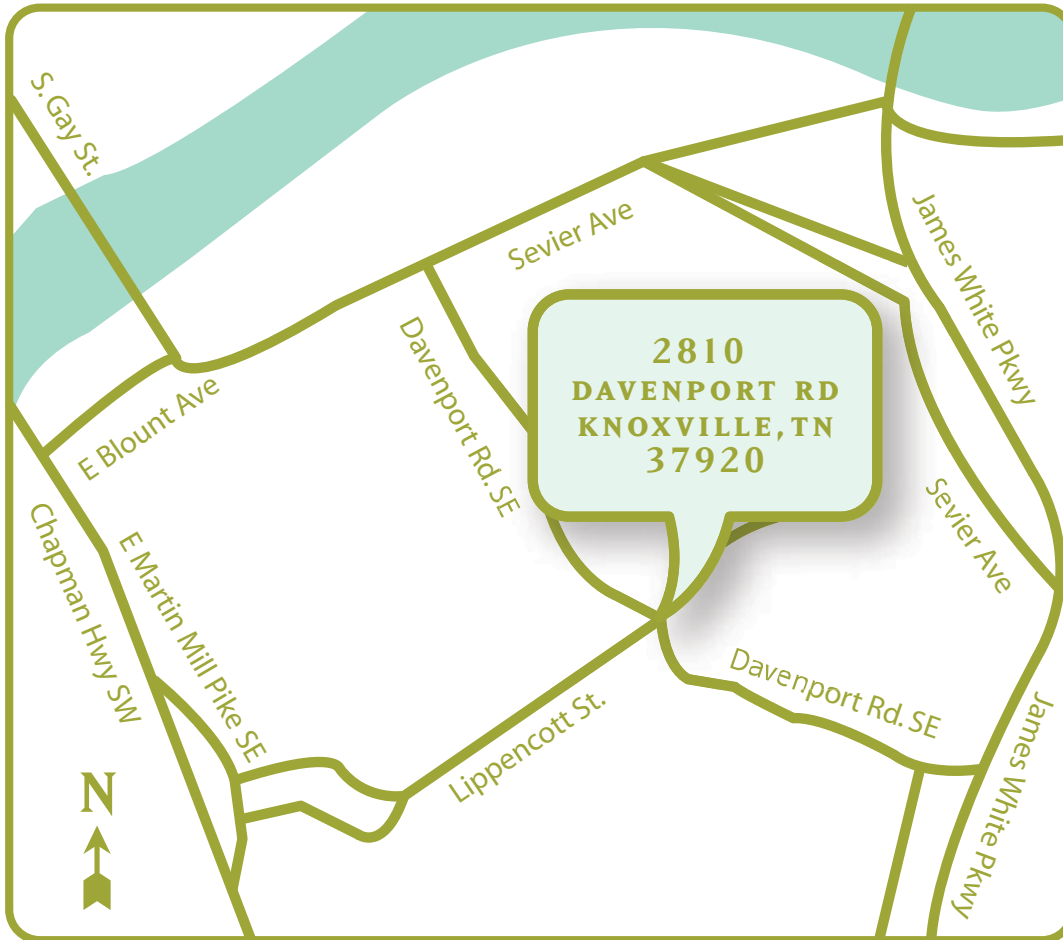 S. Gay St.
Sevier Ave
James White Pkwy
Davenport Rd. SE
2810
DAVENPORT RD
KNOXVILLE, TN
37920
E Blount Ave
Sevier Ave
Chapman Hwy SW
E Martin Mill Pike SE
Davenport Rd. SE
Lippencott St.
James White Pkwy
N